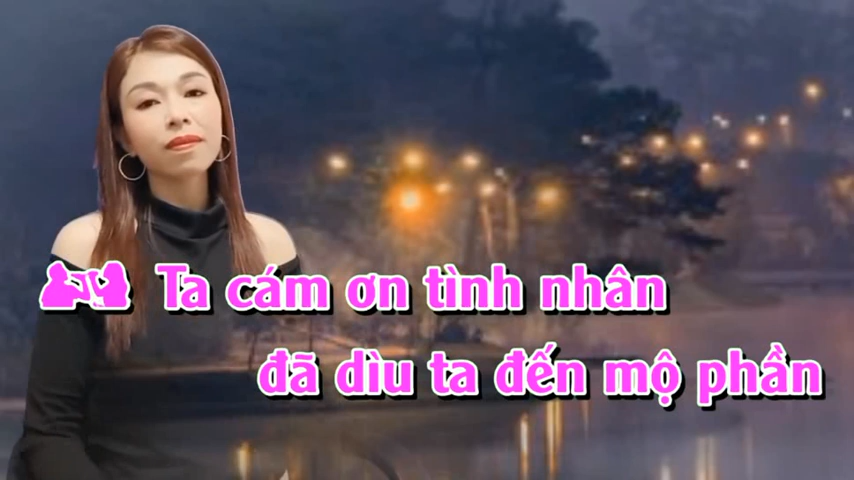 Ta cám ơn tình nhân
đã dìu ta đến mộ phần